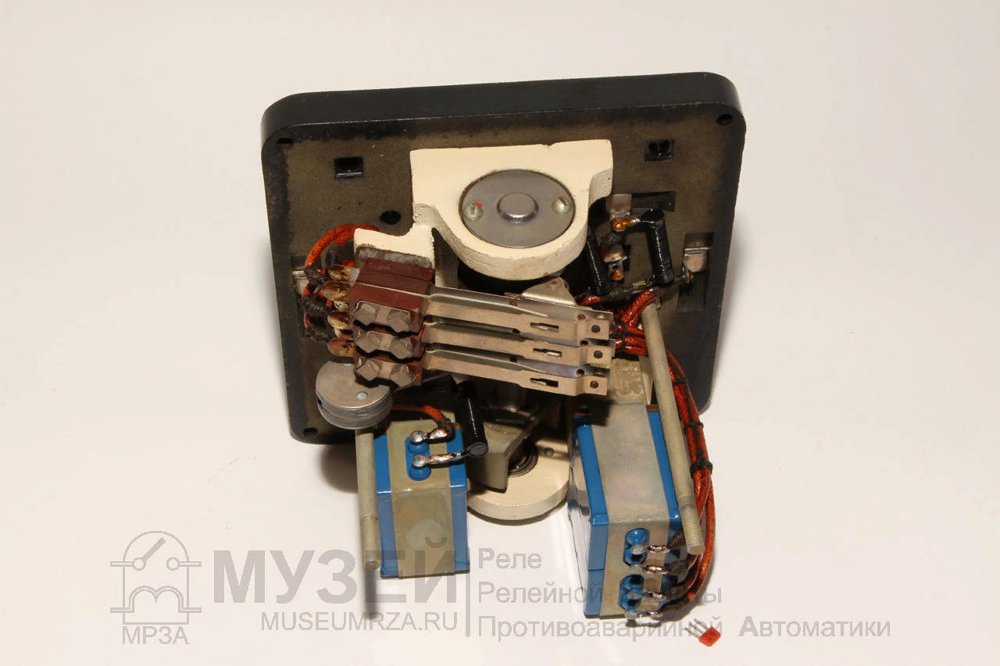 МУЗЕЙ
MUSEUMRZA.RU
МРЗА
Реле
Релейной
Противоаварийной Автоматики